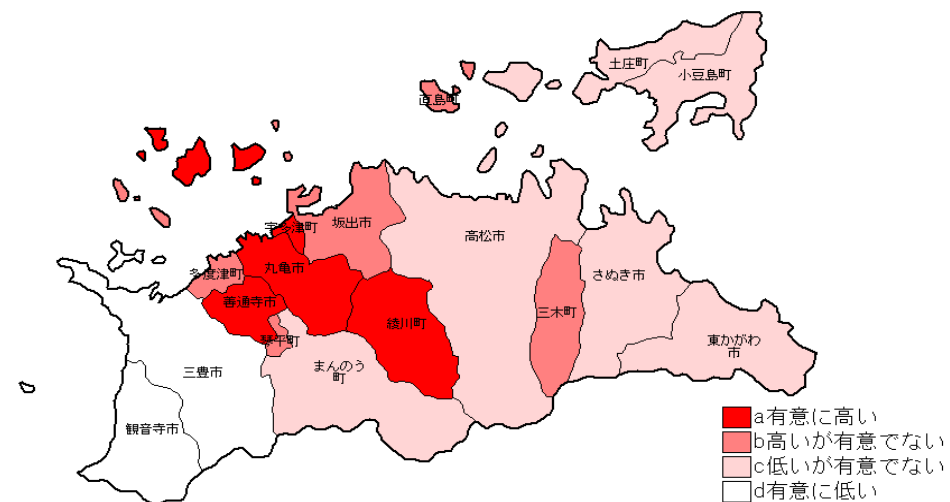 土庄町
小豆島町
直島町
宇多津町
坂出市
高松市
丸亀市
多度津町
さぬき市
善通寺市
綾川町
三木町
琴平町
東かがわ
市
まんのう
町
三豊市
観音寺市
a有意に高い
b高いが有意でない
c低いが有意でない
d有意に低い